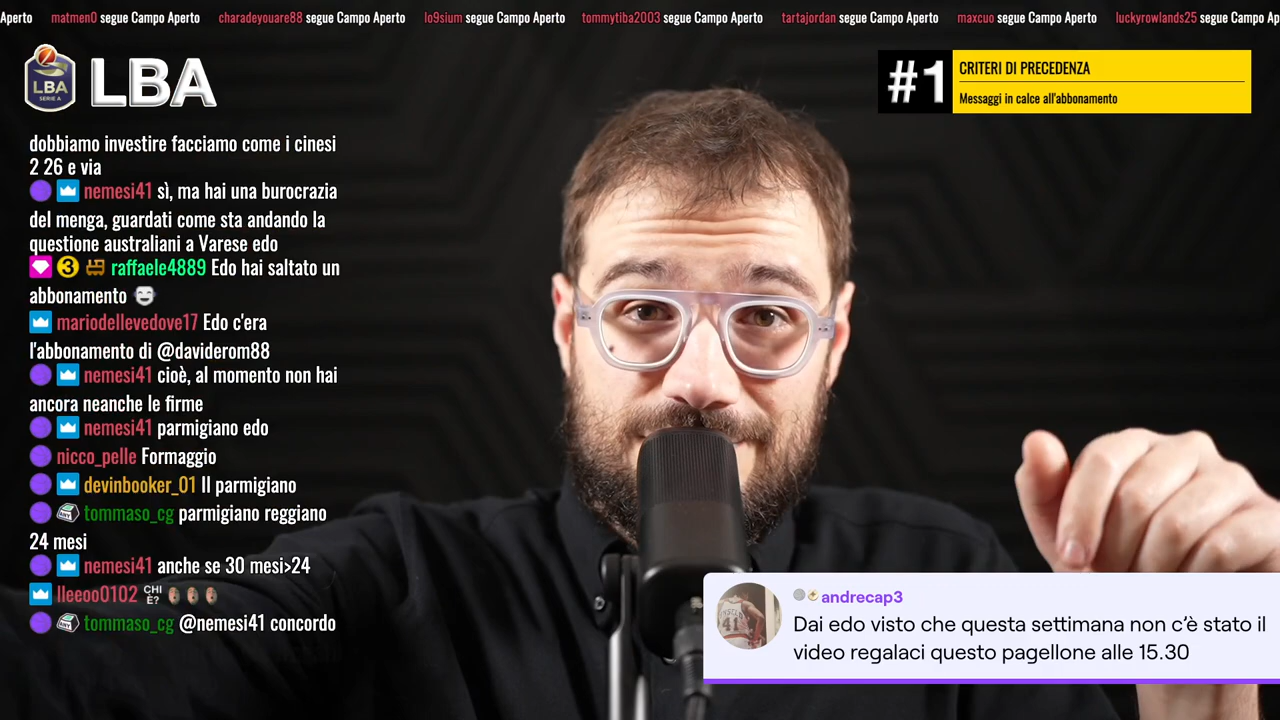 Aperto matmen0 segue Campo Aperto charadeyouare88 segue Campo Aperto lo9sium segue Campo Aperto tommytiba2003 segue Campo Aperto tartajordan segue Campo Aperto maxcuo segue Campo Aperto luckyrowlands25 segue Campo Ap
LBA
SERIE A
LBA
#1
CRITERI DI PRECEDENZA
Messaggi in calce all'abbonamento
dobbiamo investire facciamo come i cinesi
2 26 e via
nemesi41 sì, ma hai una burocrazia
del menga, guardati come sta andando la
questione australiani a Varese edo
3 raffaele4889 Edo hai saltato un
abbonamento
mariodellevedove17 Edo c'era
l'abbonamento di @daviderom88
nemesi41 cioè, al momento non hai
ancora neanche le firme
nemesi41 parmigiano edo
nicco_pelle Formaggio
devinbooker_01 Il parmigiano
tommaso_cg parmigiano reggiano
24 mesi
nemesi41 anche se 30 mesi>24
lleeoo0102 CHI
È?
tommaso_cg @nemesi41 concordo
41
andrecap3
Dai edo visto che questa settimana non c'è stato il
video regalaci questo pagellone alle 15.30